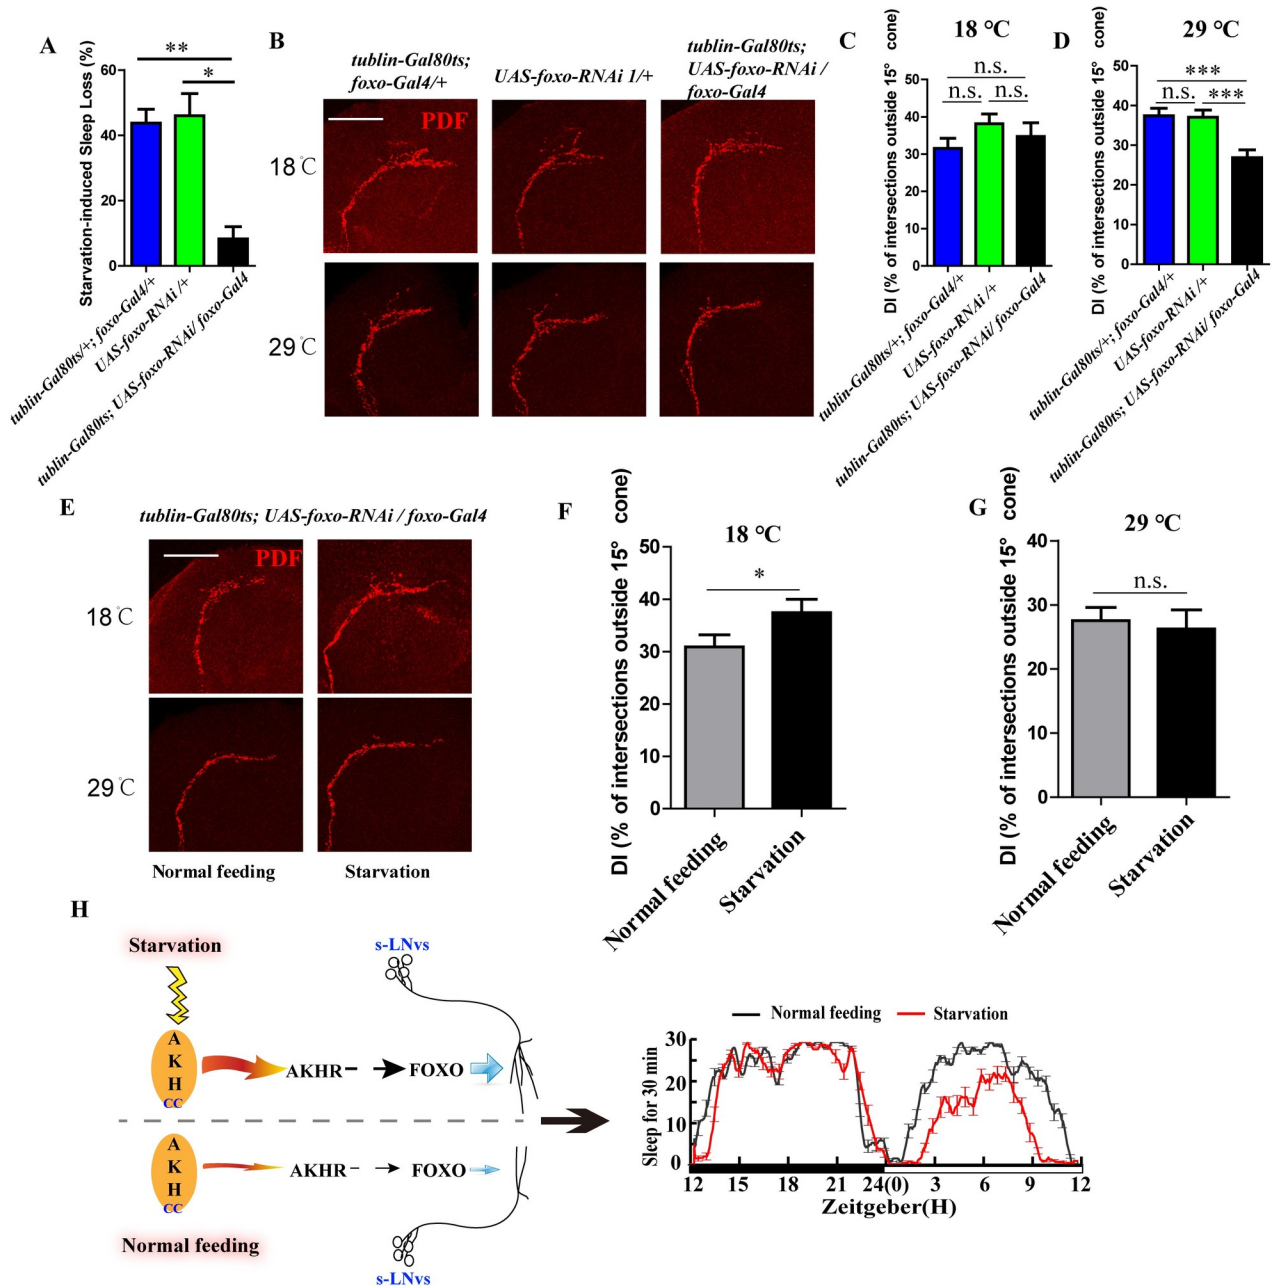 A
Starvation-induced Sleep Loss (%)
60
40
20
0
**
*
tublin-Gal80ts/+; foxo-Gal4/+
UAS-foxo-RNAi /+
tublin-Gal80ts; UAS-foxo-RNAi/ foxo-Gal4
B
tublin-Gal80ts;
foxo-Gal4/+
UAS-foxo-RNAi 1/+
tublin-Gal80ts;
UAS-foxo-RNAi /
foxo-Gal4
PDF
18℃
29℃
C
18 °C
DI (% of intersections outside 15° cone)
50
40
30
20
10
0
n.s.
n.s.
n.s.
tublin-Gal80ts/+; foxo-Gal4/+
UAS-foxo-RNAi /+
tublin-Gal80ts; UAS-foxo-RNAi/ foxo-Gal4
D
29 °C
DI (% of intersections outside 15° cone)
50
40
30
20
10
0
***
n.s.
***
tublin-Gal80ts/+; foxo-Gal4/+
UAS-foxo-RNAi /+
tublin-Gal80ts; UAS-foxo-RNAi/ foxo-Gal4
E
tublin-Gal80ts; UAS-foxo-RNAi / foxo-Gal4
PDF
18℃
29℃
Normal feeding
Starvation
F
18 °C
DI (% of intersections outside 15° cone)
50
40
30
20
10
0
*
Normal feeding
Starvation
G
29 °C
DI (% of intersections outside 15° cone)
40
30
20
10
0
n.s.
Normal feeding
Starvation
H
Starvation
s-LNvs
A
K
H
CC
AKHR
FOXO
A
K
H
CC
AKHR
FOXO
Normal feeding
s-LNvs
Normal feeding
Starvation
Sleep for 30 min
30
20
10
0
12
15
18
21
24(0)
3
6
9
12
Zeitgeber(H)